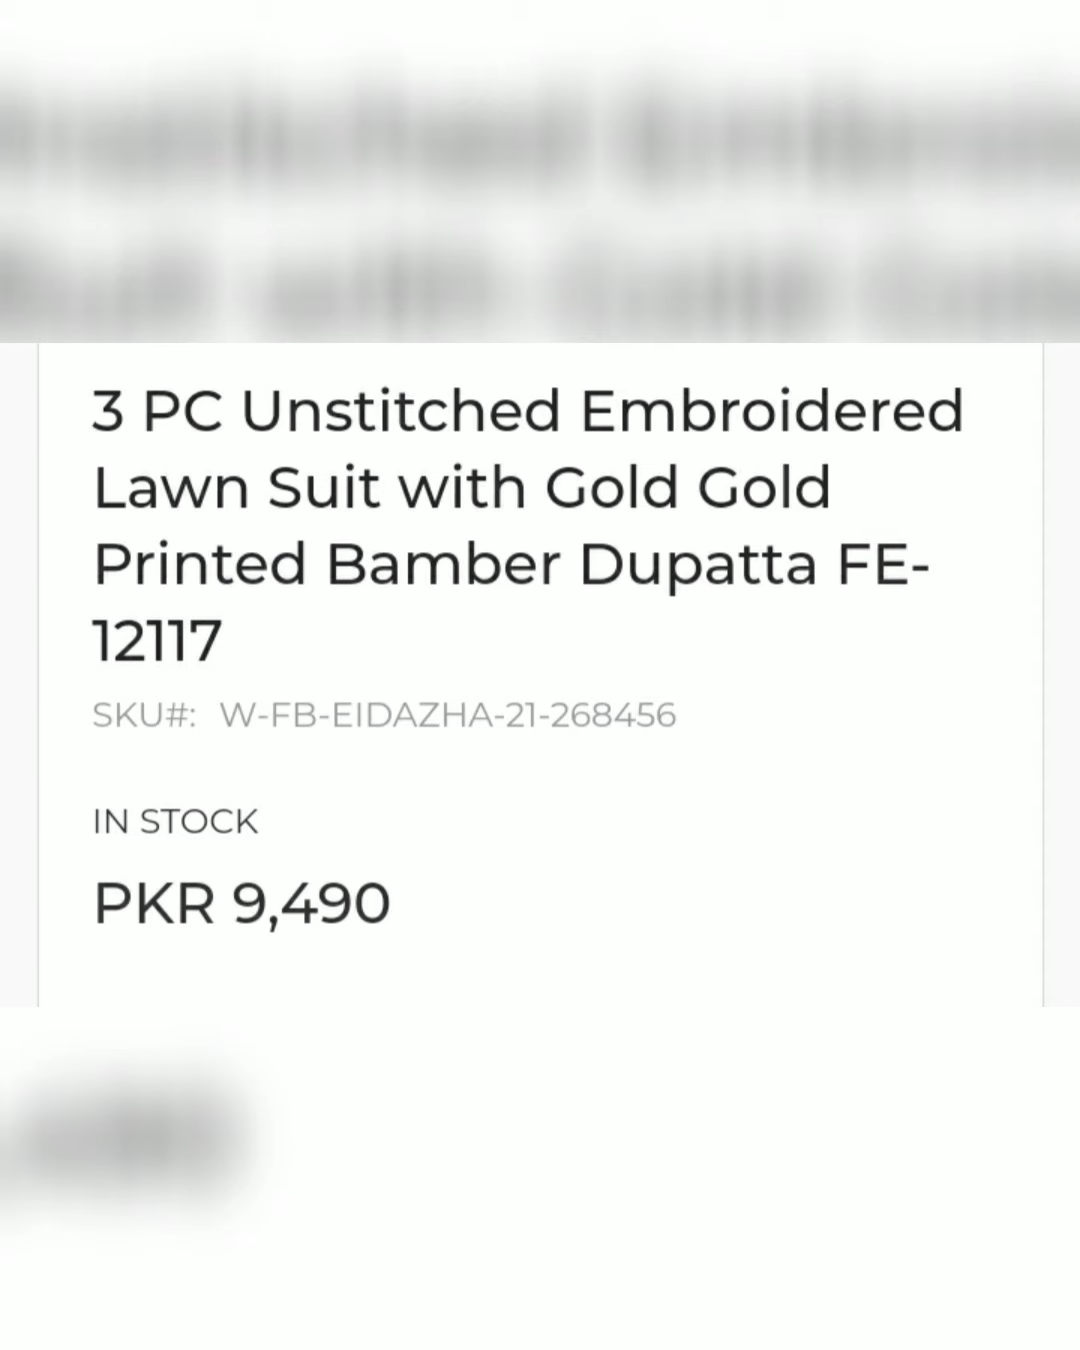 3 PC Unstitched Embroidered
Lawn Suit with Gold Gold
Printed Bamber Dupatta FE-
12117
SKU#: W-FB-EIDAZHA-21-268456
IN STOCK
PKR 9,490